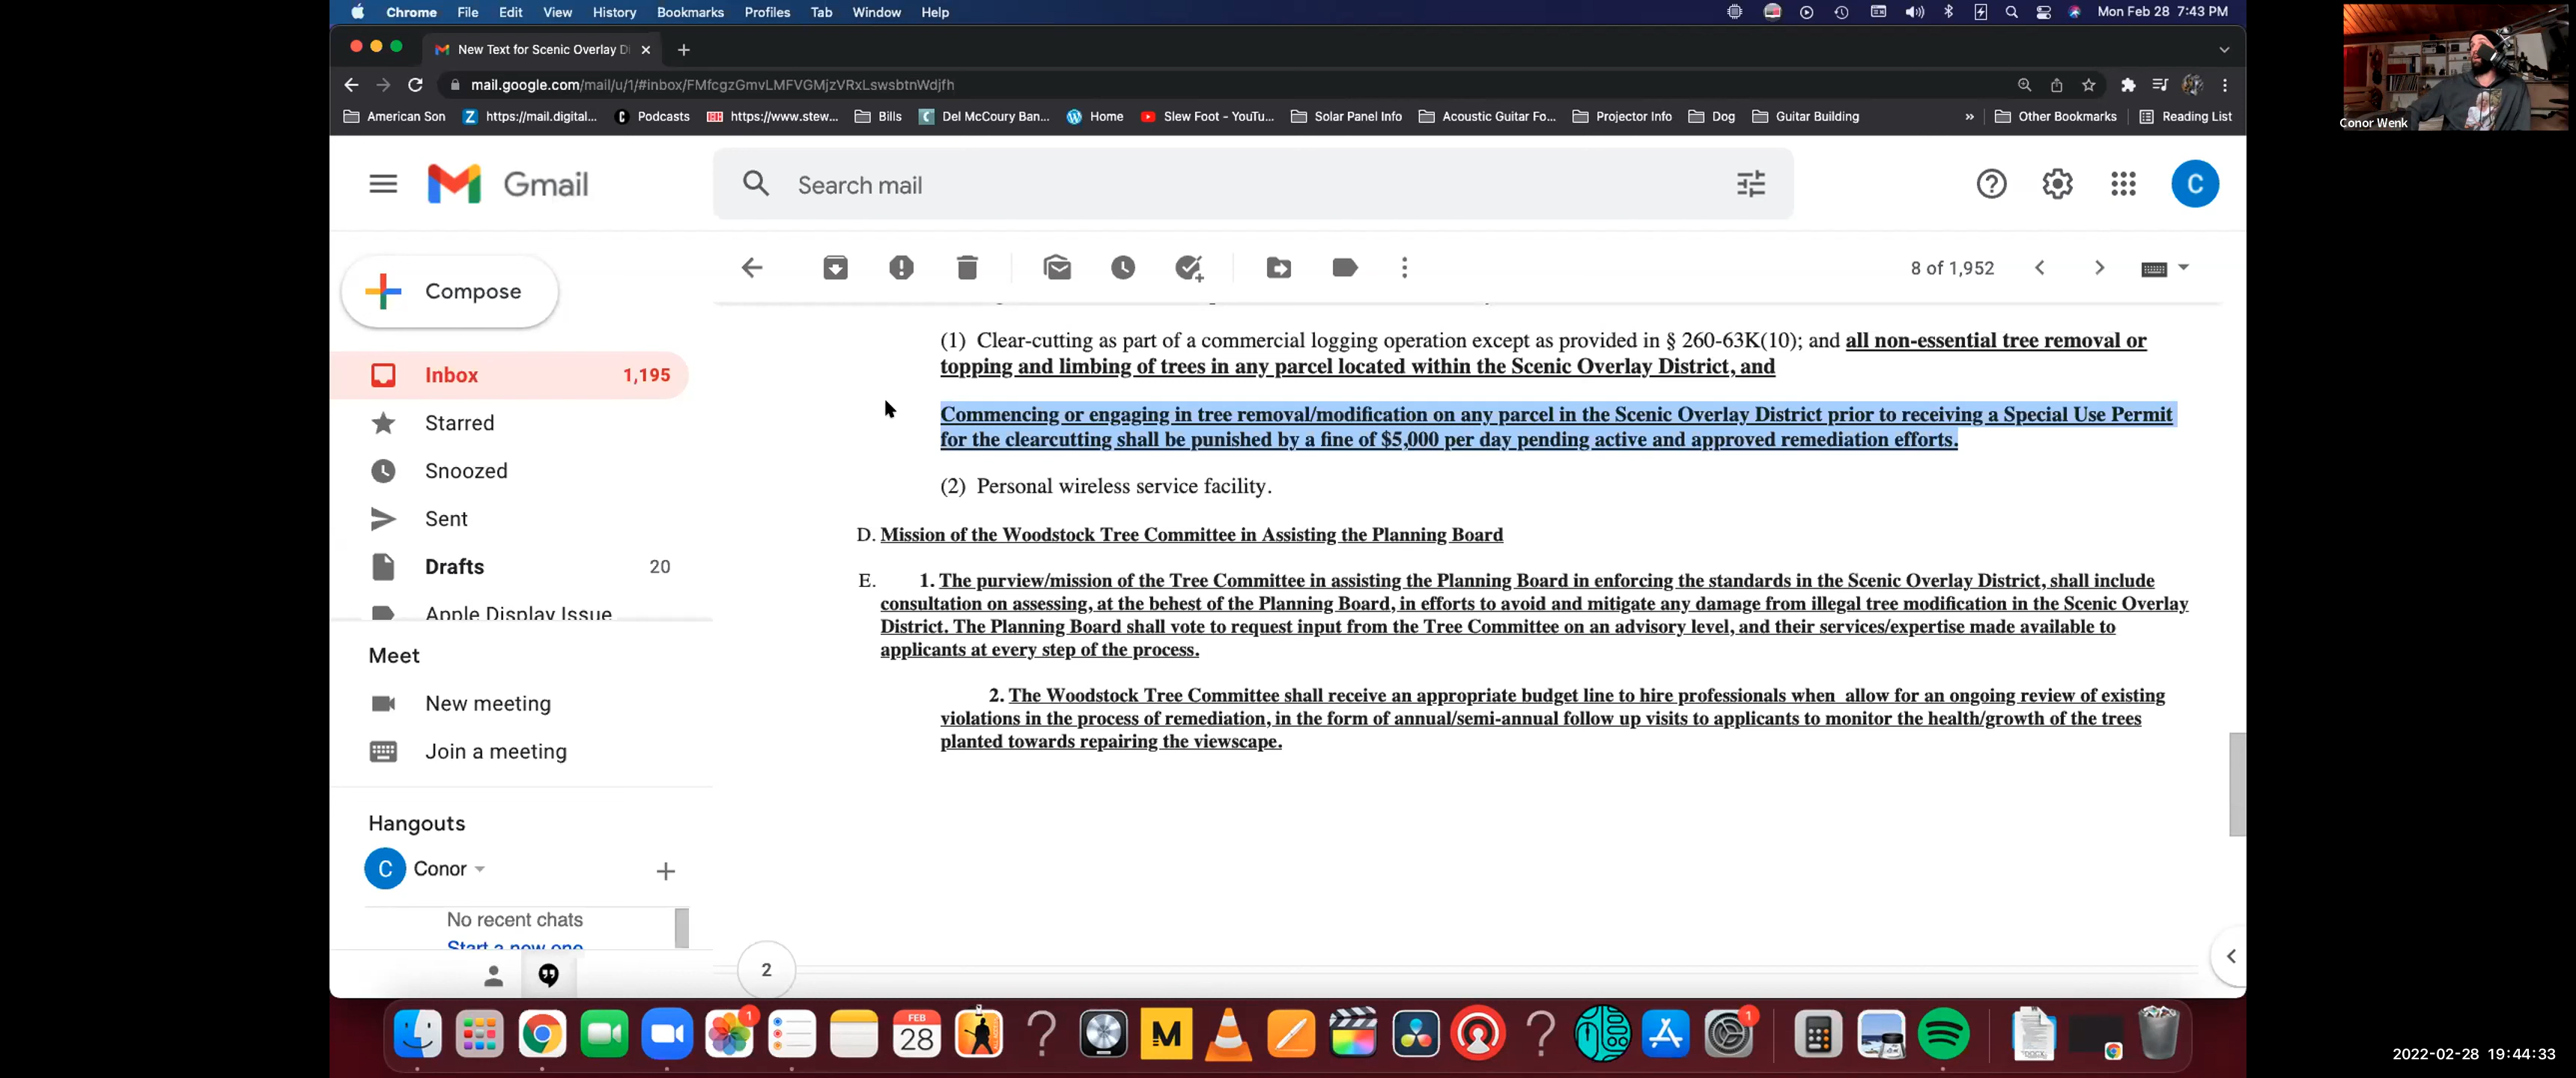 Chrome File Edit View History Bookmarks Profiles Tab Window Help Mon Feb 28 7:43 PM
New Text for Scenic Overlay Di
mail.google.com/mail/u/1/#inbox/FMfcgzGmvLMFVGMjzVRxLswsbtnWdjfh
American Son https://mail.digital... Podcasts https://www.stew... Bills Del McCoury Ban... Home Slew Foot - YouTu... Solar Panel Info Acoustic Guitar Fo... Projector Info Dog Guitar Building » Other Bookmarks Reading List
Conor Wenk
Gmail
Search mail
C
Compose
8 of 1,952
Inbox 1,195
Starred
Snoozed
Sent
Drafts 20
Apple Display Issue
Meet
New meeting
Join a meeting
Hangouts
C Conor
No recent chats
Start a new one
(1) Clear-cutting as part of a commercial logging operation except as provided in § 260-63K(10); and all non-essential tree removal or
topping and limbing of trees in any parcel located within the Scenic Overlay District, and
Commencing or engaging in tree removal/modification on any parcel in the Scenic Overlay District prior to receiving a Special Use Permit
for the clearcutting shall be punished by a fine of $5,000 per day pending active and approved remediation efforts.
(2) Personal wireless service facility.
D. Mission of the Woodstock Tree Committee in Assisting the Planning Board
E. 1. The purview/mission of the Tree Committee in assisting the Planning Board in enforcing the standards in the Scenic Overlay District, shall include
consultation on assessing, at the behest of the Planning Board, in efforts to avoid and mitigate any damage from illegal tree modification in the Scenic Overlay
District. The Planning Board shall vote to request input from the Tree Committee on an advisory level, and their services/expertise made available to
applicants at every step of the process.
2. The Woodstock Tree Committee shall receive an appropriate budget line to hire professionals when allow for an ongoing review of existing
violations in the process of remediation, in the form of annual/semi-annual follow up visits to applicants to monitor the health/growth of the trees
planted towards repairing the viewscape.
2
1
FEB
28
M
1
2022-02-28 19:44:33